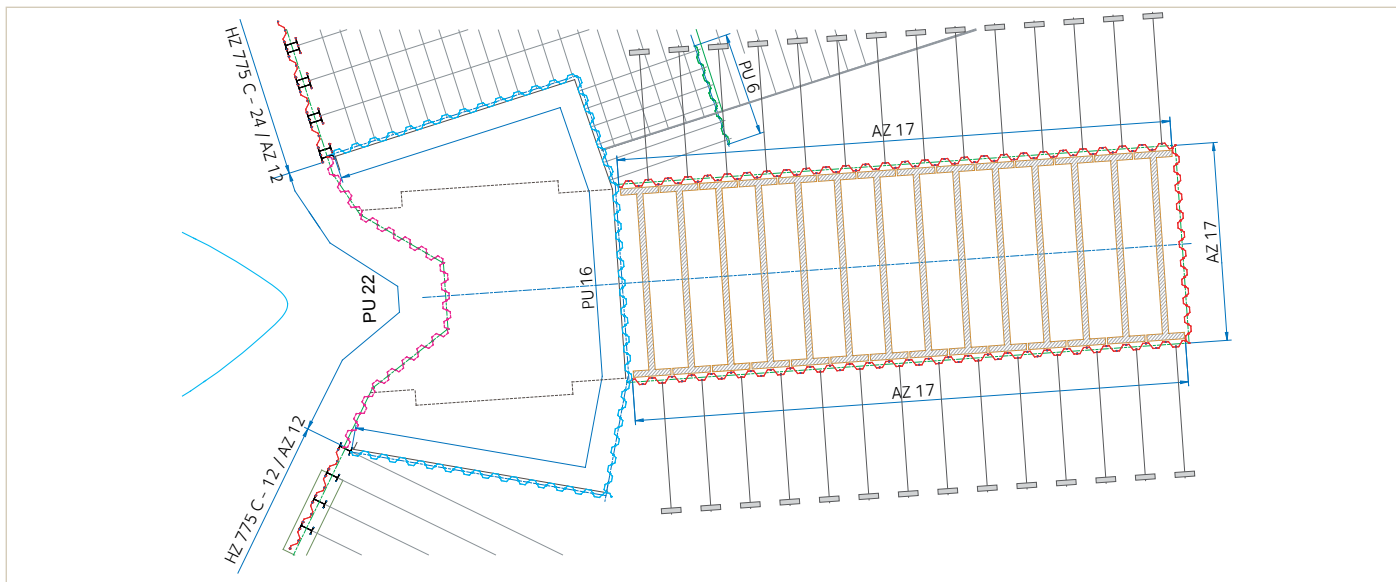 HZ 775 C – 24 / AZ 12
PU 6
AZ 17
PU 22
PU 16
AZ 17
AZ 17
HZ 775 C – 12 / AZ 12